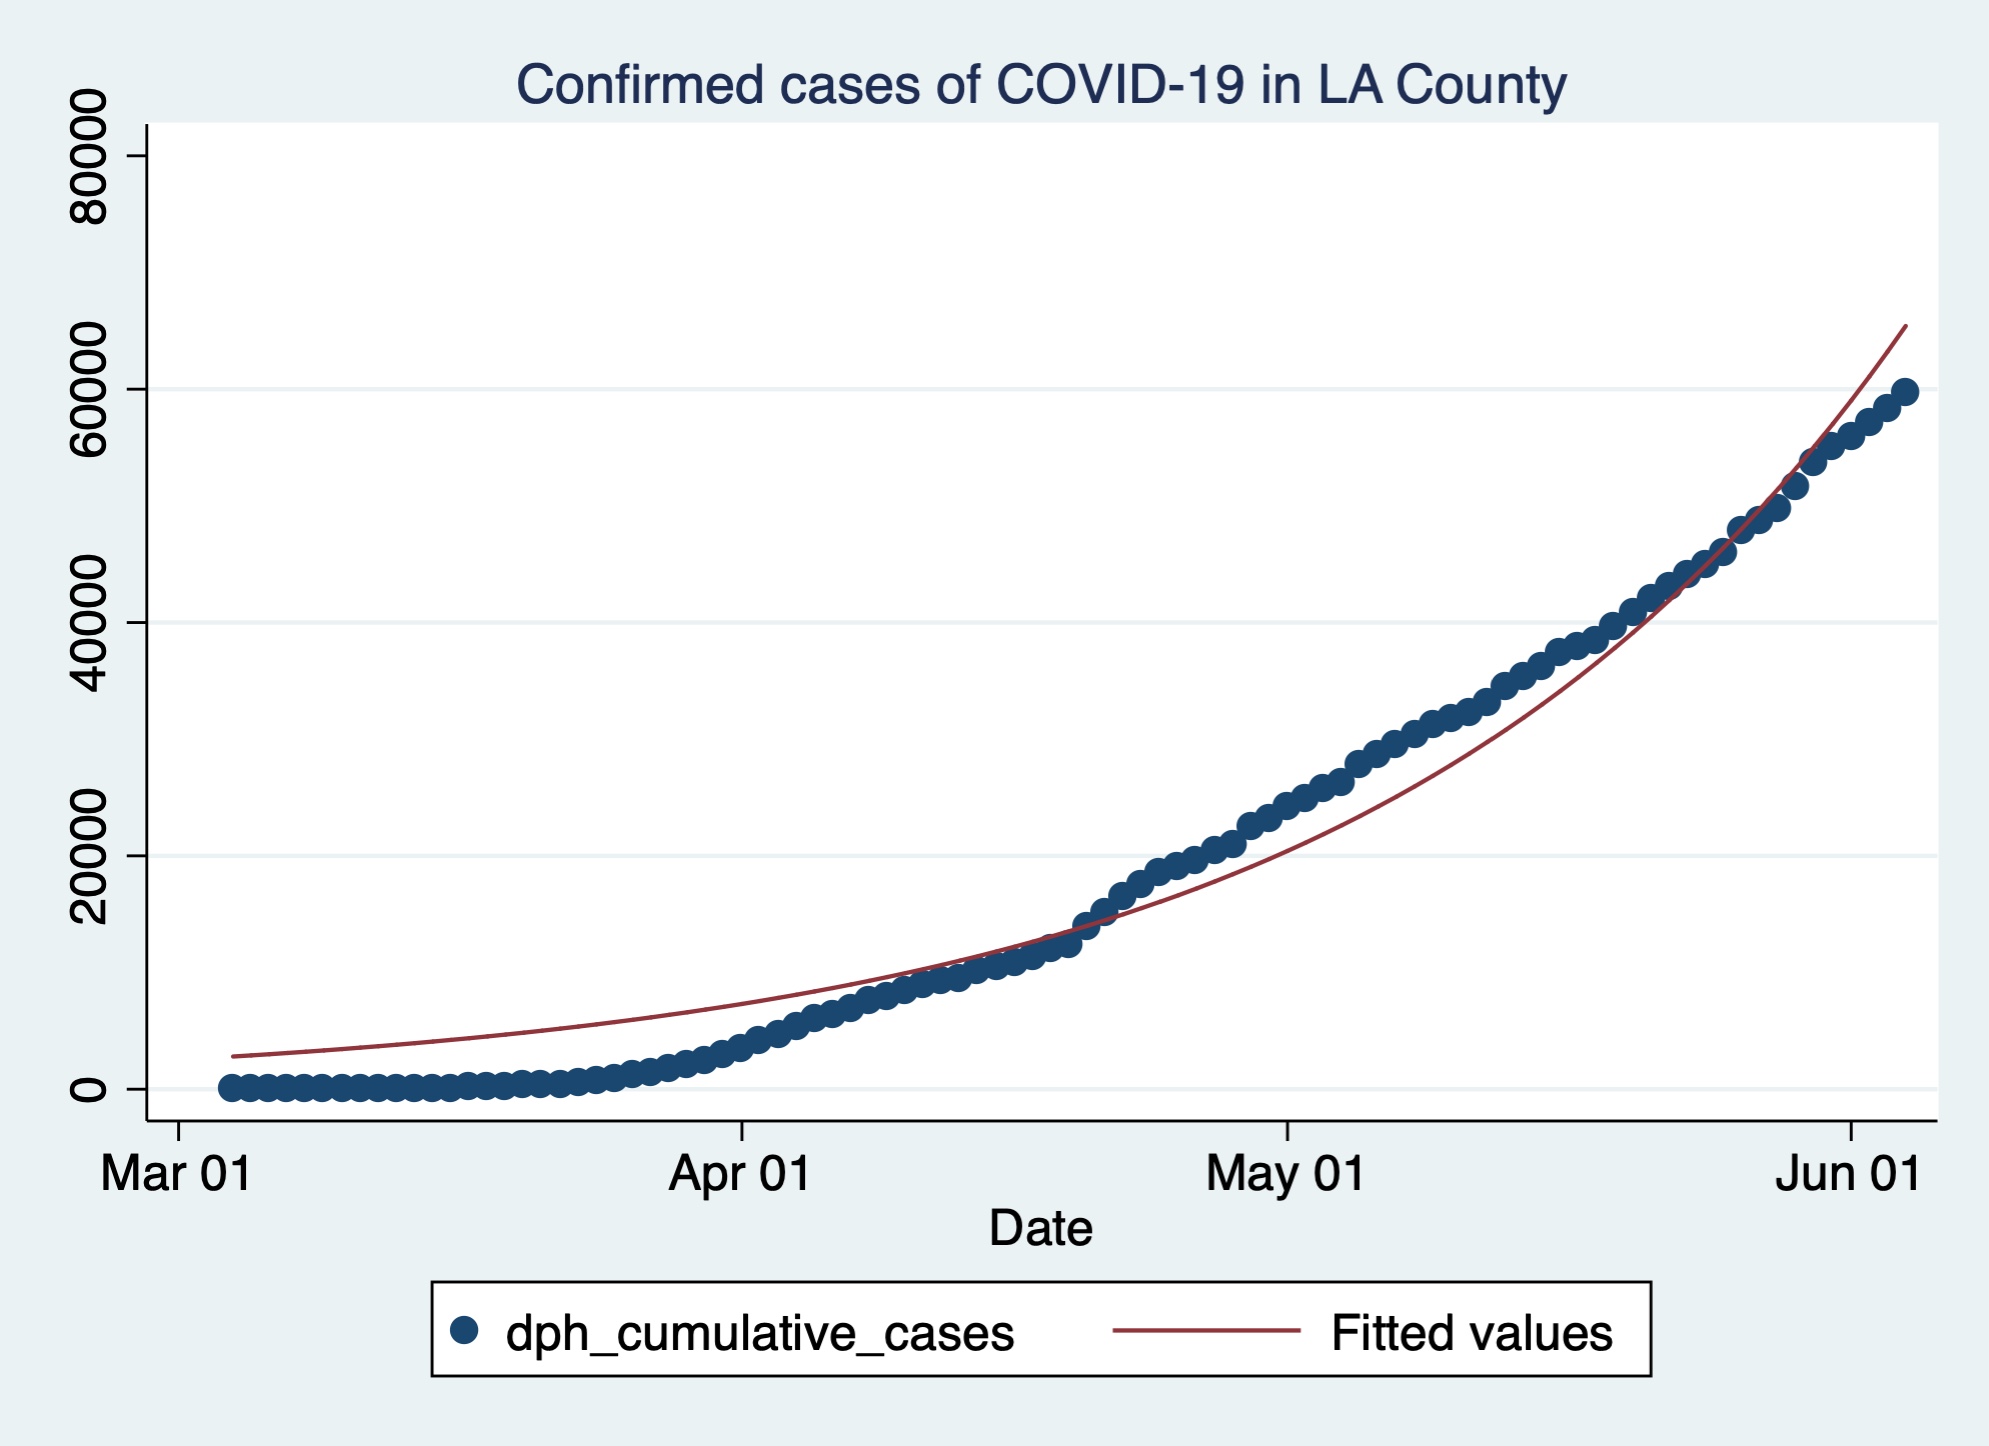 Confirmed cases of COVID-19 in LA County
80000
60000
40000
20000
0
Mar 01 Apr 01 May 01 Jun 01
Date
dph_cumulative_cases Fitted values